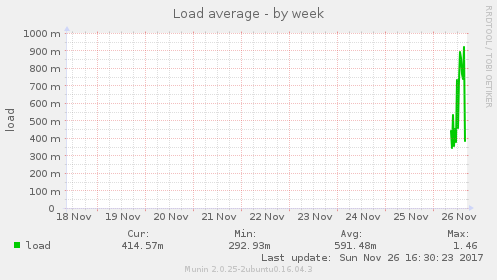 Load average - by week
RRDTOOL / TOBI OETIKER
load
1000 m
900 m
800 m
700 m
600 m
500 m
400 m
300 m
200 m
100 m
0
18 Nov 19 Nov 20 Nov 21 Nov 22 Nov 23 Nov 24 Nov 25 Nov 26 Nov
Cur: Min: Avg: Max:
load 414.57m 292.93m 591.48m 1.46
Last update: Sun Nov 26 16:30:23 2017
Munin 2.0.25-2ubuntu0.16.04.3